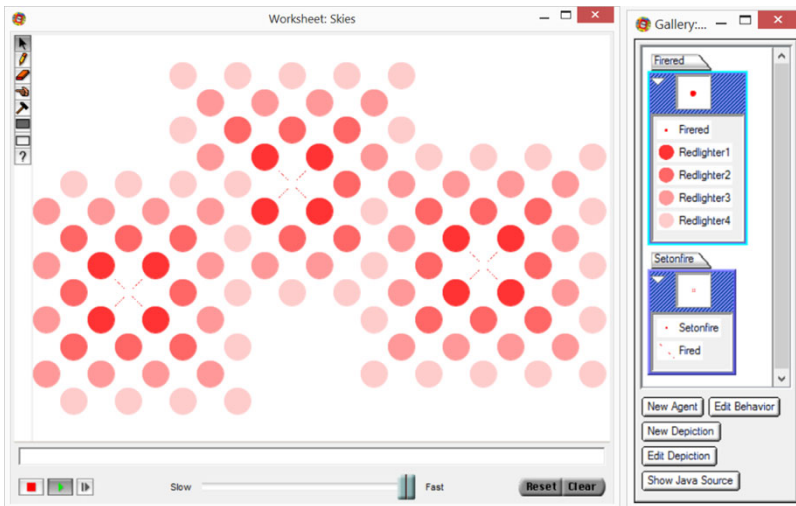 Worksheet: Skies
?
Slow
Fast
Reset
Clear
Gallery:...
Firered
Firered
Redlighter1
Redlighter2
Redlighter3
Redlighter4
Setonfire
Setonfire
Fired
New Agent
Edit Behavior
New Depiction
Edit Depiction
Show Java Source